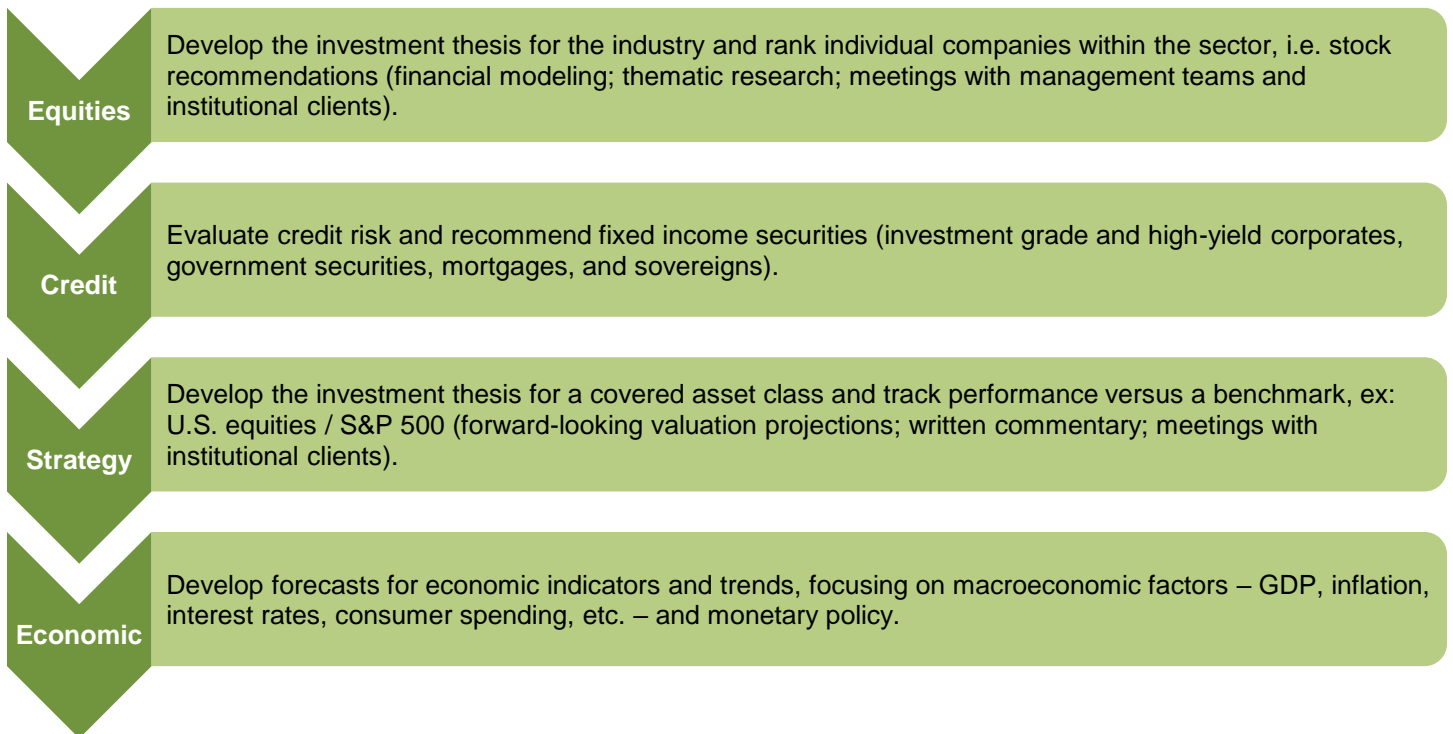 Equities
Develop the investment thesis for the industry and rank individual companies within the sector, i.e. stock
recommendations (financial modeling; thematic research; meetings with management teams and
institutional clients).
Credit
Evaluate credit risk and recommend fixed income securities (investment grade and high-yield corporates,
government securities, mortgages, and sovereigns).
Strategy
Develop the investment thesis for a covered asset class and track performance versus a benchmark, ex:
U.S. equities / S&P 500 (forward-looking valuation projections; written commentary; meetings with
institutional clients).
Economic
Develop forecasts for economic indicators and trends, focusing on macroeconomic factors – GDP, inflation,
interest rates, consumer spending, etc. – and monetary policy.